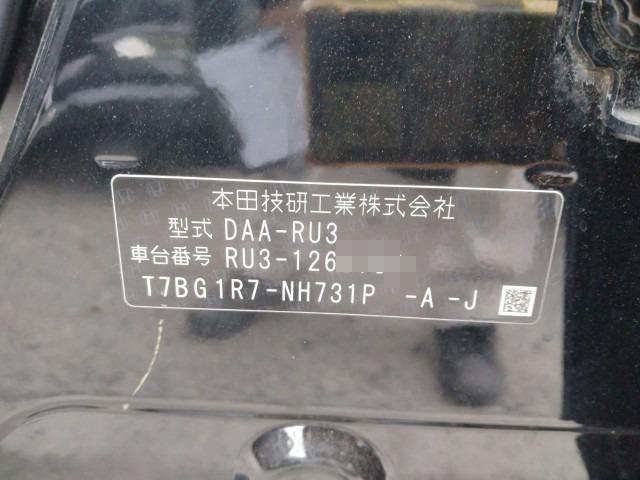 本田技研工業株式会社
型式 DAA-RU3
車台番号 RU3-126
T7BG1R7-NH731P -A -J